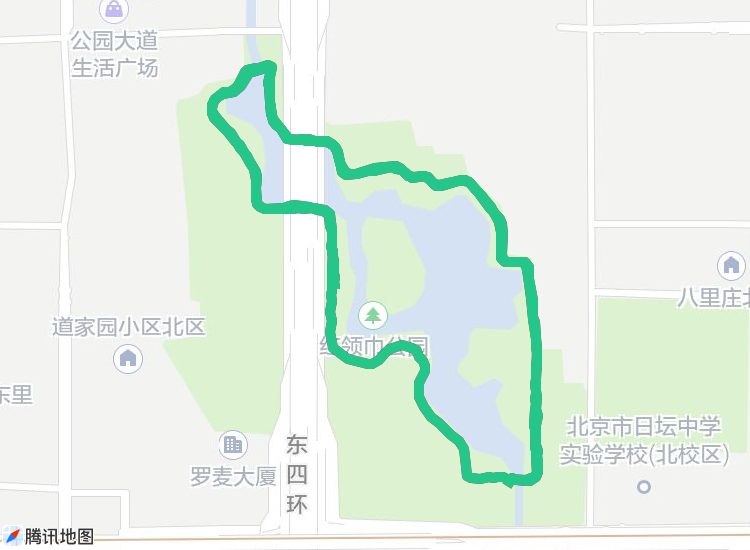 公园大道
生活广场
八里庄北
道家园小区北区
红领巾公园
东里
北京市日坛中学
实验学校(北校区)
东四环
罗麦大厦
腾讯地图